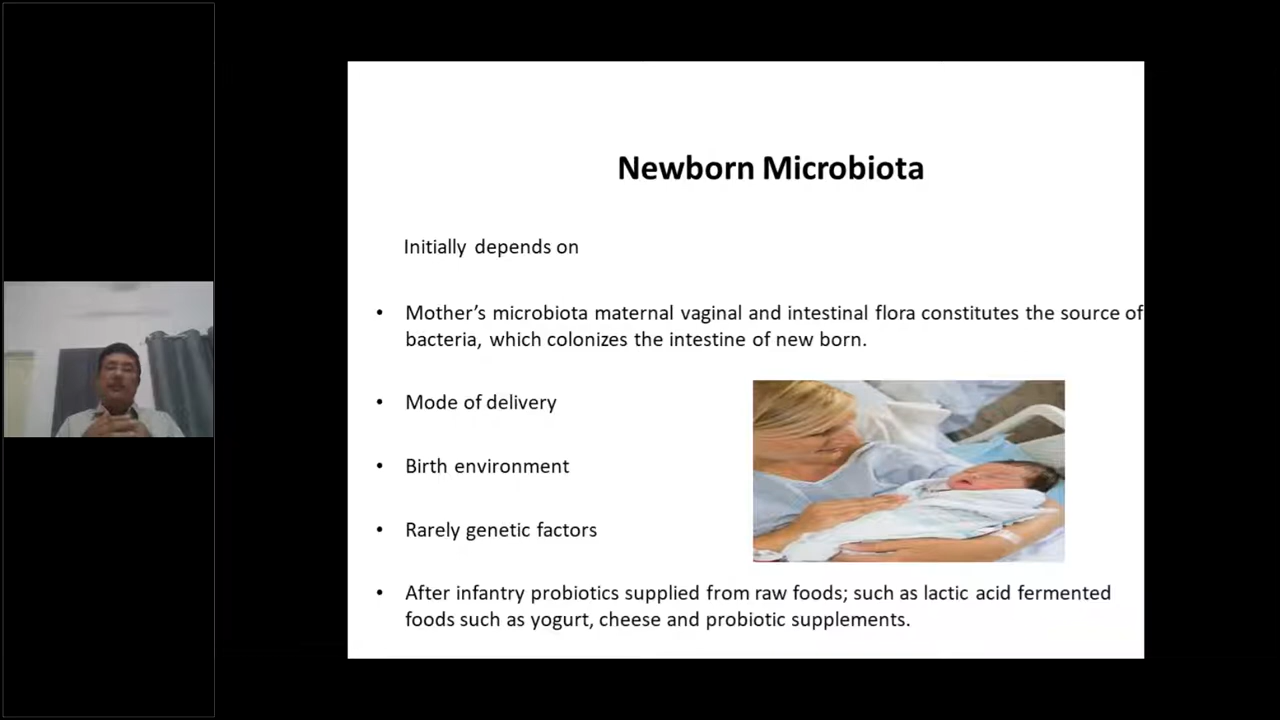 Newborn Microbiota
Initially depends on
• Mother's microbiota maternal vaginal and intestinal flora constitutes the source of
bacteria, which colonizes the intestine of new born.
• Mode of delivery
• Birth environment
• Rarely genetic factors
• After infantry probiotics supplied from raw foods; such as lactic acid fermented
foods such as yogurt, cheese and probiotic supplements.